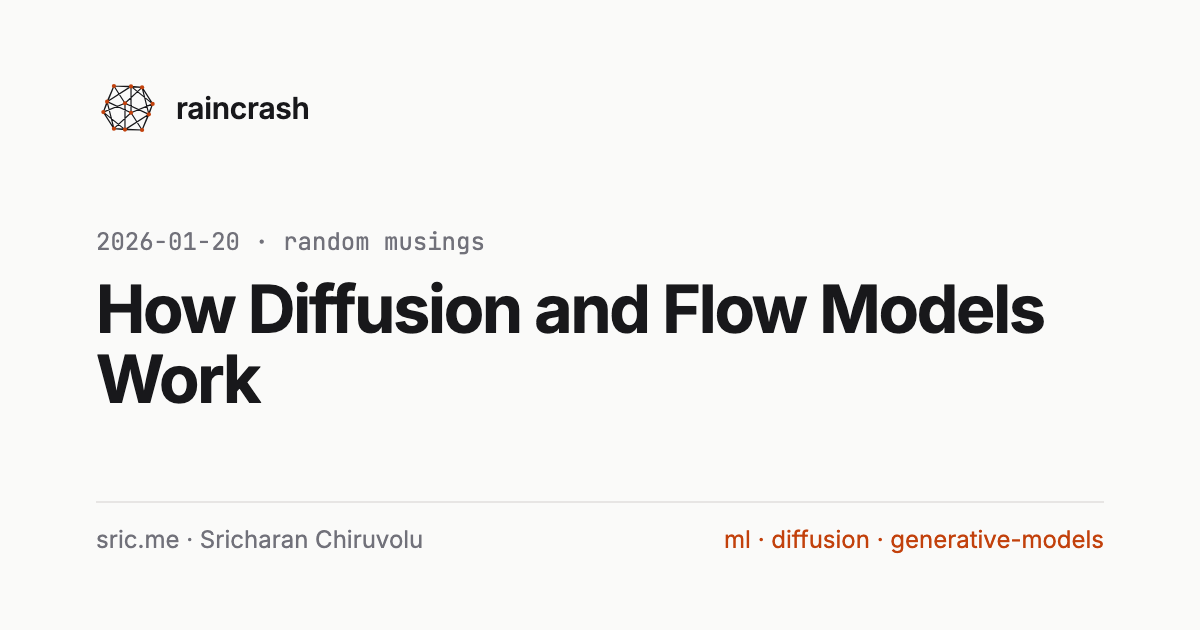 raincrash
2026-01-20 · random musings
How Diffusion and Flow Models
Work
sric.me · Sricharan Chiruvolu
ml · diffusion · generative-models